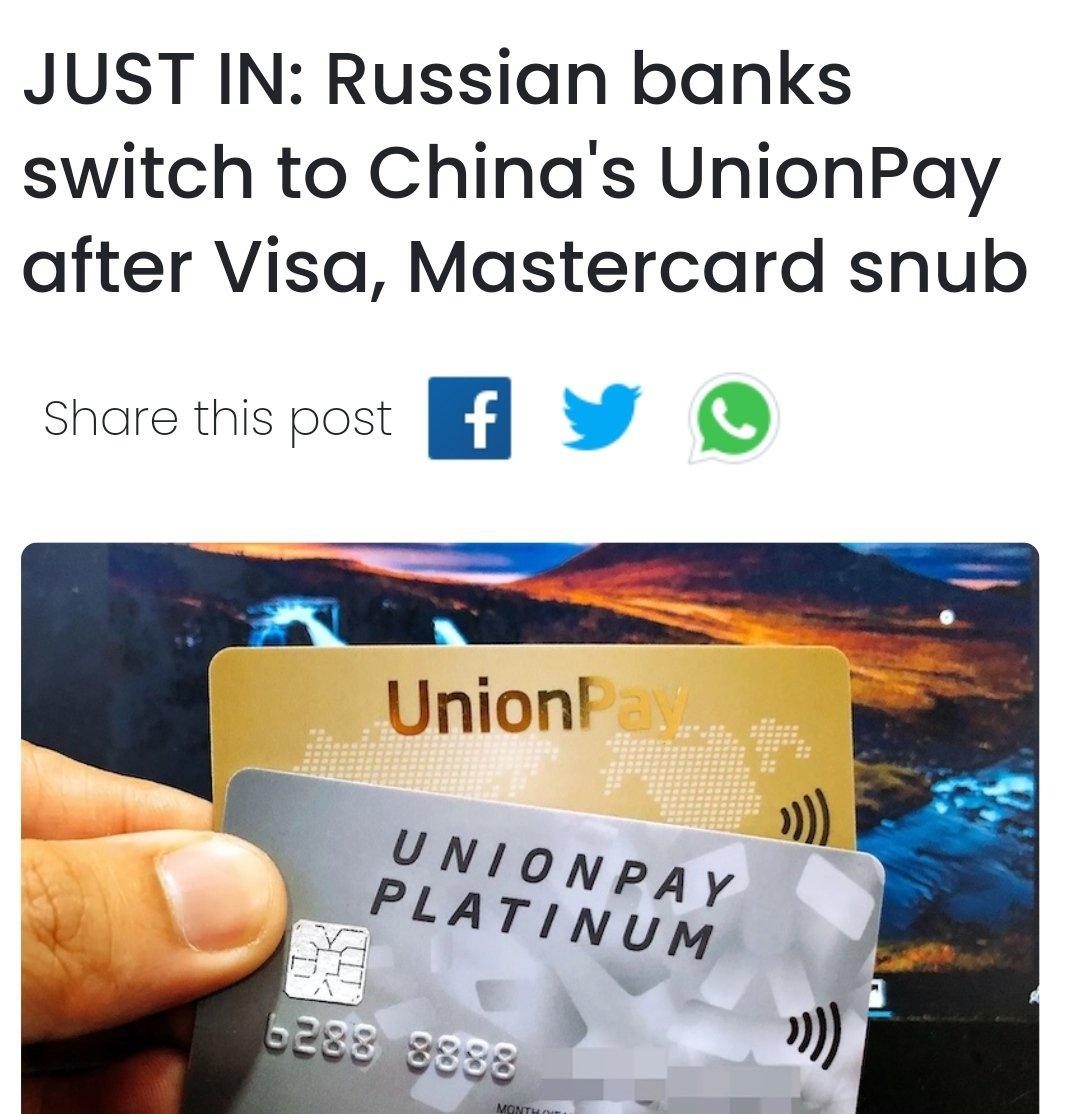 JUST IN: Russian banks
switch to China's UnionPay
after Visa, Mastercard snub
Share this post
UnionPay
UNIONPAY
PLATINUM
6288 8888